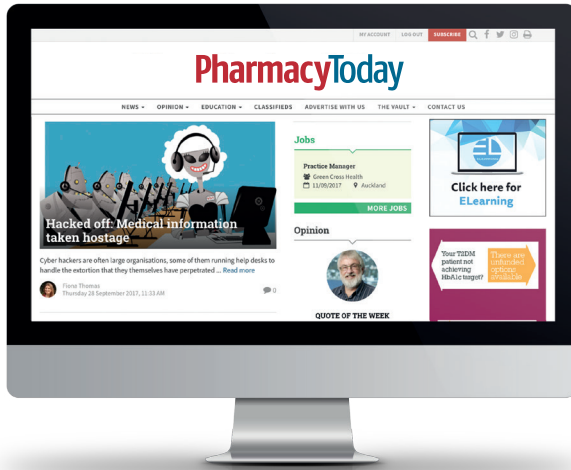 MY ACCOUNT LOG OUT SUBSCRIBE
PharmacyToday
NEWS OPINION EDUCATION CLASSIFIEDS ADVERTISE WITH US THE VAULT CONTACT US
Hacked off: Medical information
taken hostage
Cyber hackers are often large organisations, some of them running help desks to
handle the extortion that they themselves have perpetrated ... Read more
Fiona Thomas
Thursday 28 September 2017, 11:33 AM
0
Jobs
Practice Manager
Green Cross Health
11/09/2017 Auckland
MORE JOBS
Opinion
QUOTE OF THE WEEK
EL
Click here for
ELearning
Your T2DM
patient not
achieving
HbA1c target?
There are
unfunded
options
available